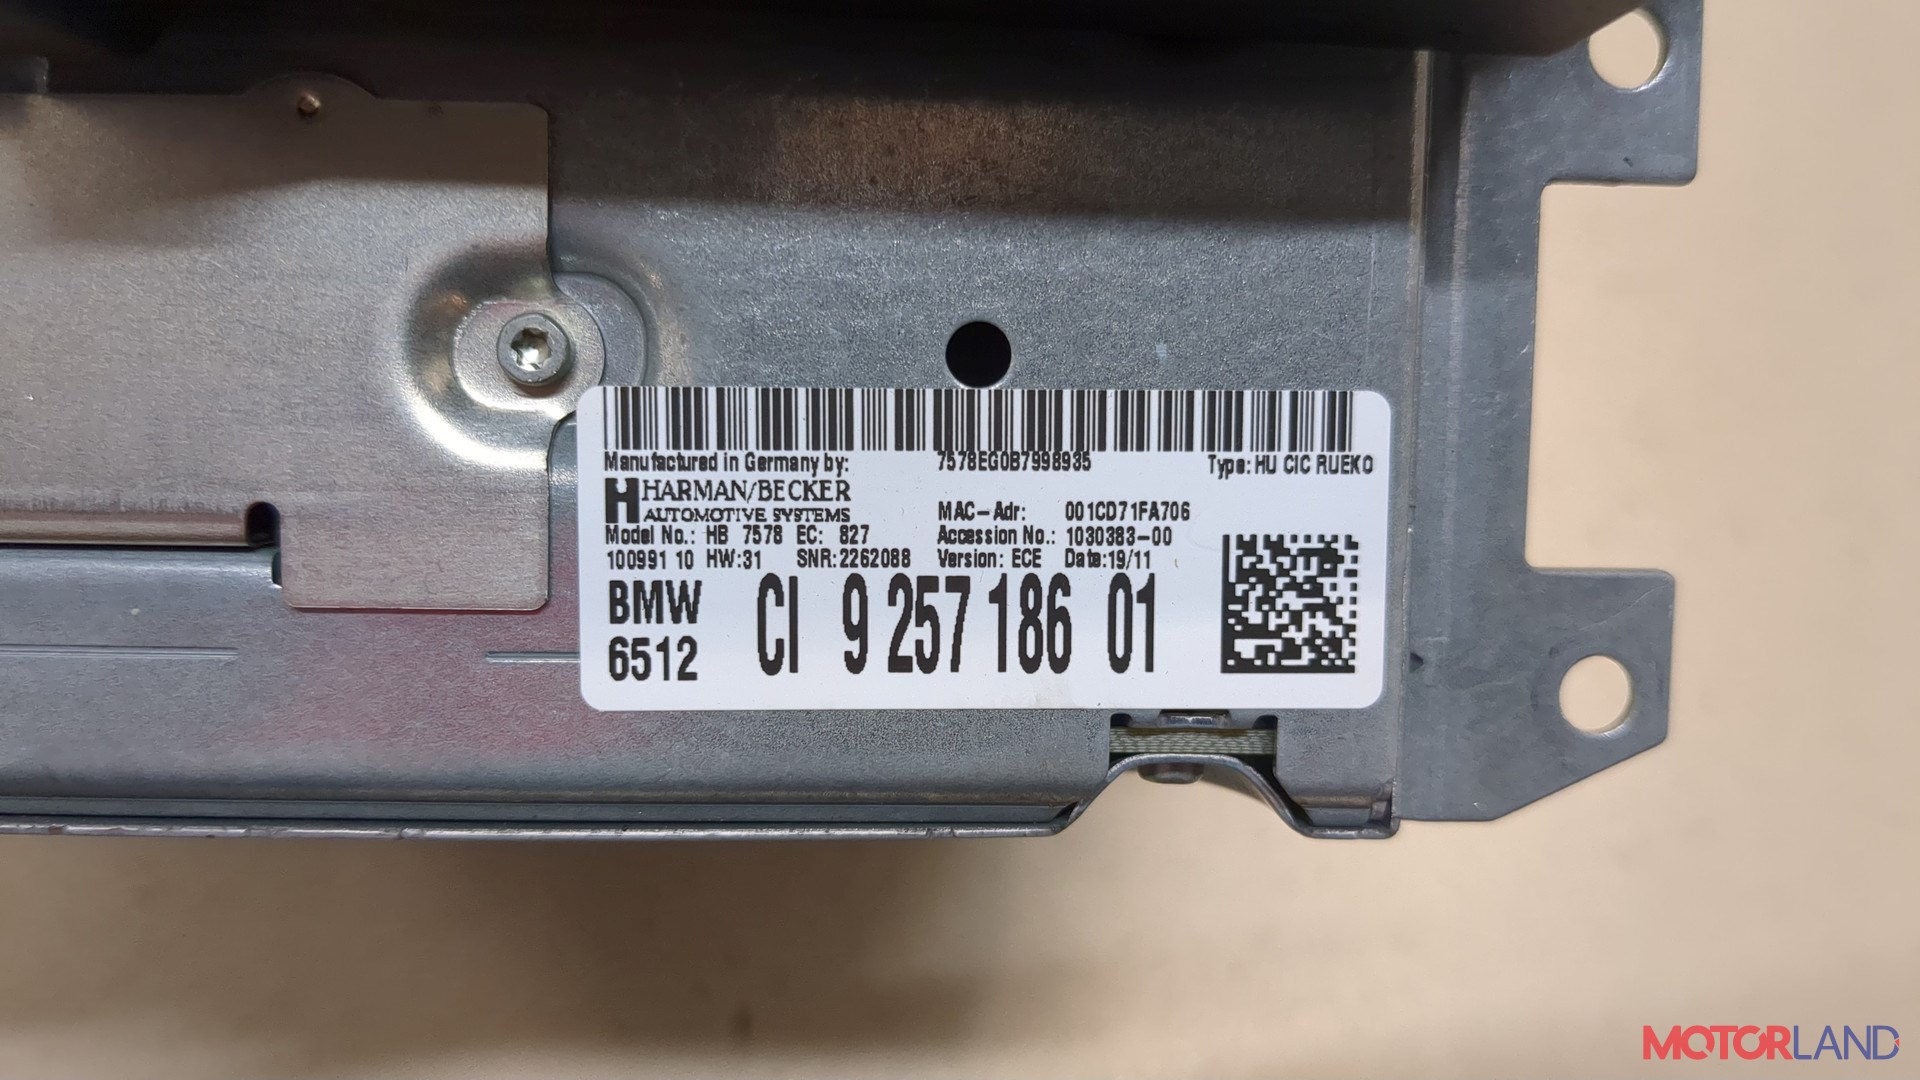 Manufactured in Germany by: 7578EG0B7998935 Type: HU CIC RUEKO
HARMAN/BECKER
AUTOMOTIVE SYSTEMS MAC-Adr: 001CD71FA706
Model No.: HB 7578 EC: 827 Accession No.: 1030383-00
100991 10 HW:31 SNR:2262088 Version: ECE Date:19/11
BMW
6512 CI 9 257 186 01
MOTORLAND